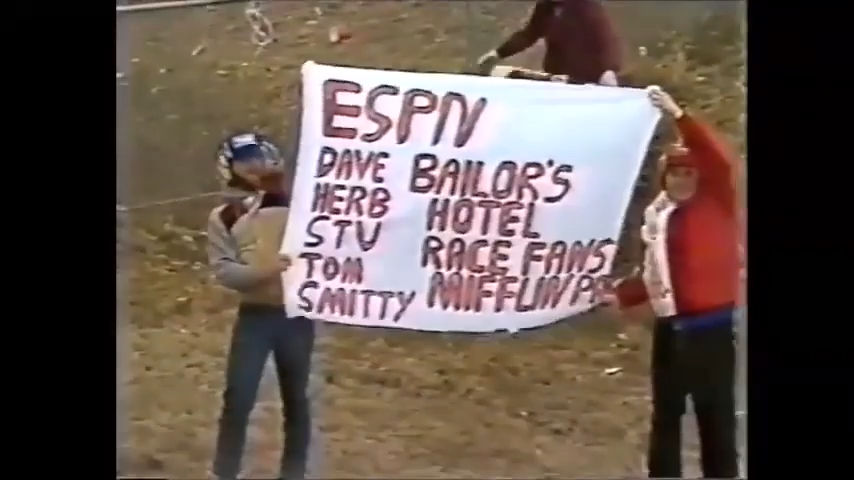 ESPN
DAVE BAILOR'S
HERB HOTEL
STU RACE FANS
TOM MIFFLIN PA
SMITTY